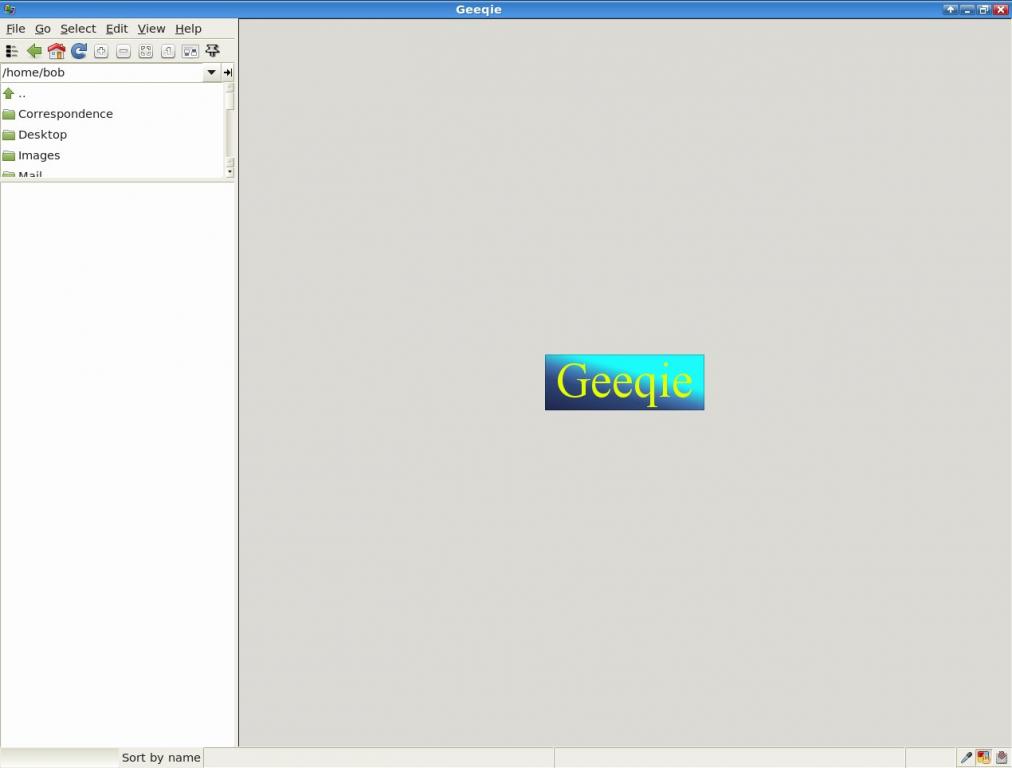 Geeqie
File Go Select Edit View Help
/home/bob
..
Correspondence
Desktop
Images
Mail
Geeqie
Sort by name